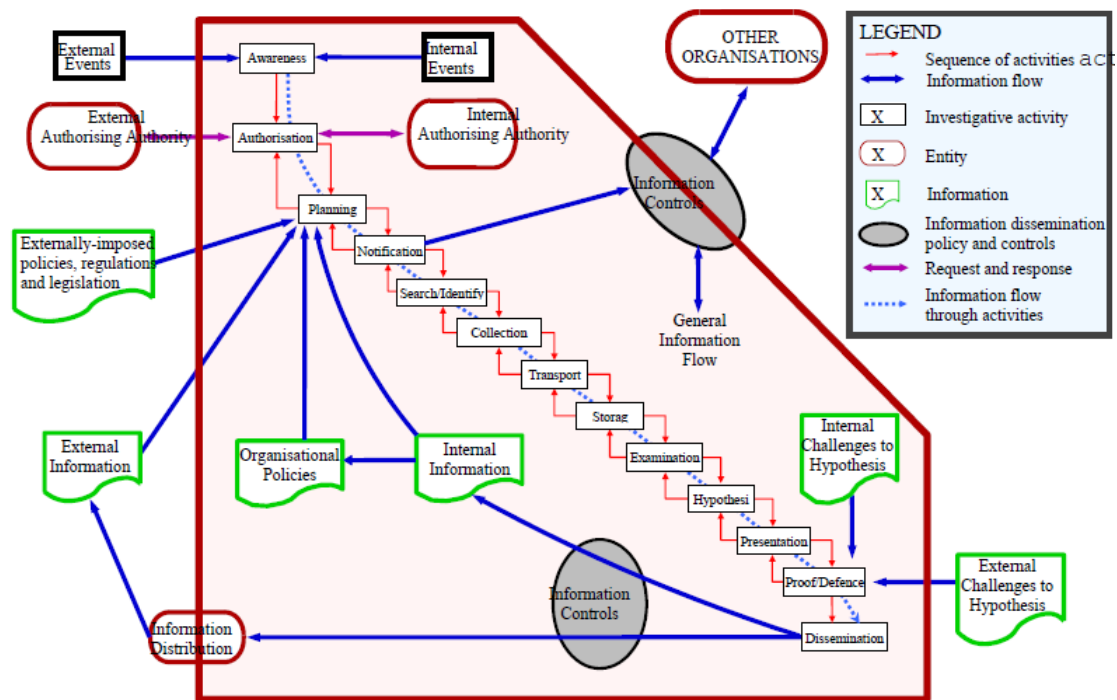 External
Events
Awareness
Internal
Events
OTHER
ORGANISATIONS
External
Authorising Authority
Authorisation
Internal
Authorising Authority
Information
Controls
Planning
Externally-imposed
policies, regulations
and legislation
Notification
Search/Identify
Collection
General
Information
Flow
Transport
Storag
External
Information
Organisational
Policies
Internal
Information
Examination
Internal
Challenges to
Hypothesis
Hypothesi
Presentation
Proof/Defence
External
Challenges to
Hypothesis
Information
Controls
Information
Distribution
Dissemination
LEGEND
Sequence of activities act
Information flow
X Investigative activity
X Entity
X Information
Information dissemination
policy and controls
Request and response
Information flow
through activities